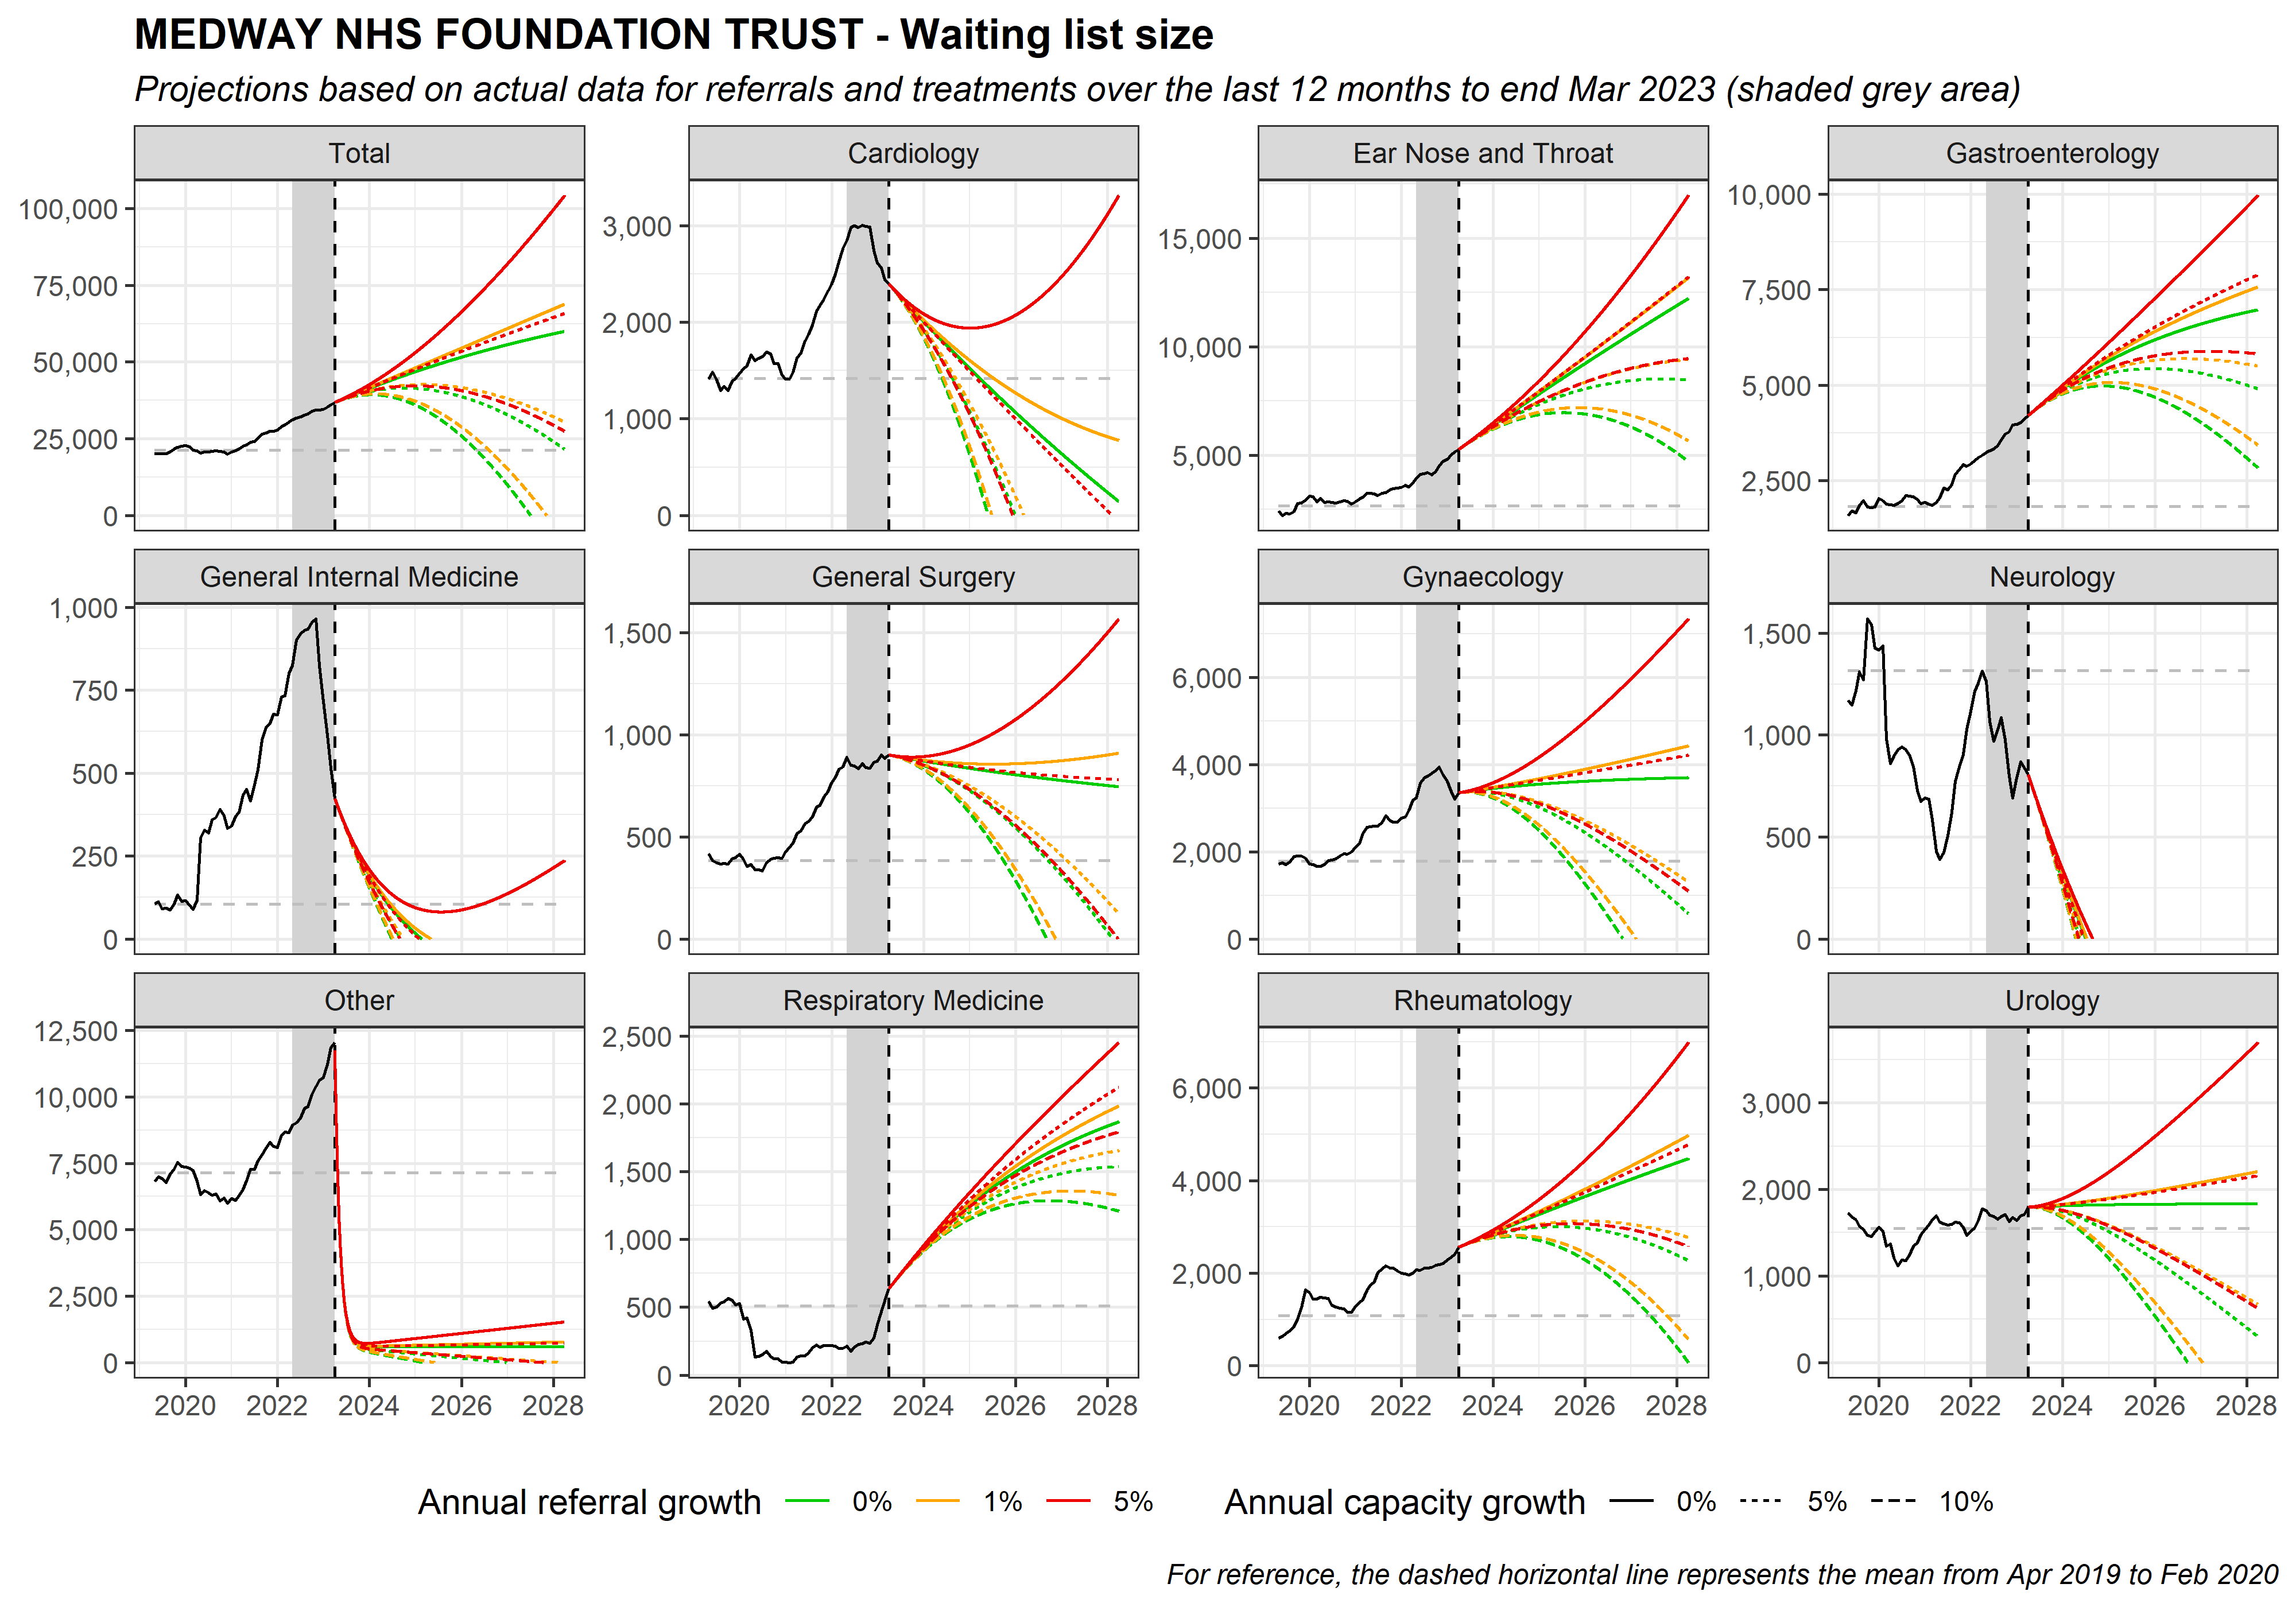 MEDWAY NHS FOUNDATION TRUST - Waiting list size
Projections based on actual data for referrals and treatments over the last 12 months to end Mar 2023 (shaded grey area)
Total
100,000
75,000
50,000
25,000
0
Cardiology
3,000
2,000
1,000
0
Ear Nose and Throat
15,000
10,000
5,000
Gastroenterology
10,000
7,500
5,000
2,500
General Internal Medicine
1,000
750
500
250
0
General Surgery
1,500
1,000
500
0
Gynaecology
6,000
4,000
2,000
0
Neurology
1,500
1,000
500
0
Other
12,500
10,000
7,500
5,000
2,500
0
2020 2022 2024 2026 2028
Respiratory Medicine
2,500
2,000
1,500
1,000
500
0
2020 2022 2024 2026 2028
Rheumatology
6,000
4,000
2,000
0
2020 2022 2024 2026 2028
Urology
3,000
2,000
1,000
0
2020 2022 2024 2026 2028
Annual referral growth 0% 1% 5% Annual capacity growth 0% 5% 10%
For reference, the dashed horizontal line represents the mean from Apr 2019 to Feb 2020